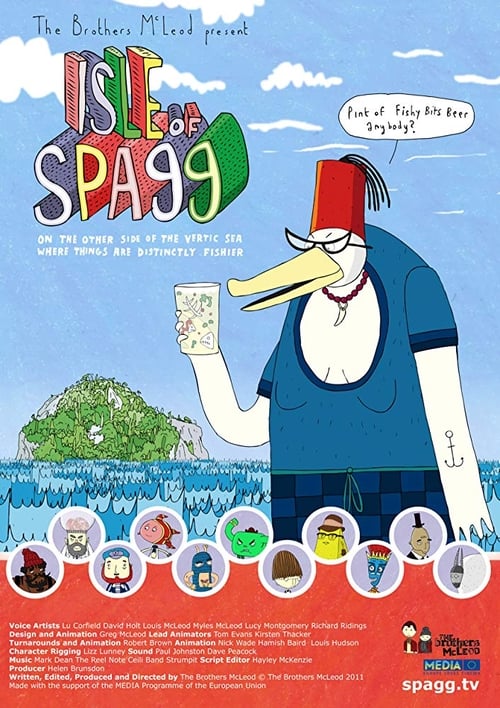 The Brothers McLeod present
ISLE OF
SPAGG
ON THE OTHER SIDE OF THE VERTIC SEA
WHERE THINGS ARE DISTINCTLY FISHIER
Pint of Fishy Bits Beer
anybody?
Voice Artists Lu Corfield David Holt Louis McLeod Myles McLeod Lucy Montgomery Richard Ridings
Design and Animation Greg McLeod Lead Animators Tom Evans Kirsten Thacker
Turnarounds and Animation Robert Brown Animation Nick Wade Hamish Baird Louis Hudson
Character Rigging Lizz Lunney Sound Paul Johnston Dave Peacock
Music Mark Dean The Reel Note Ceili Band Strumpit Script Editor Hayley McKenzie
Producer Helen Brunsdon
Written, Edited, Produced and Directed by The Brothers McLeod © The Brothers McLeod 2011
Made with the support of the MEDIA Programme of the European Union
THE
Brothers
McLEOD
MEDIA
EUROPE LOVES CINEMA
spagg.tv